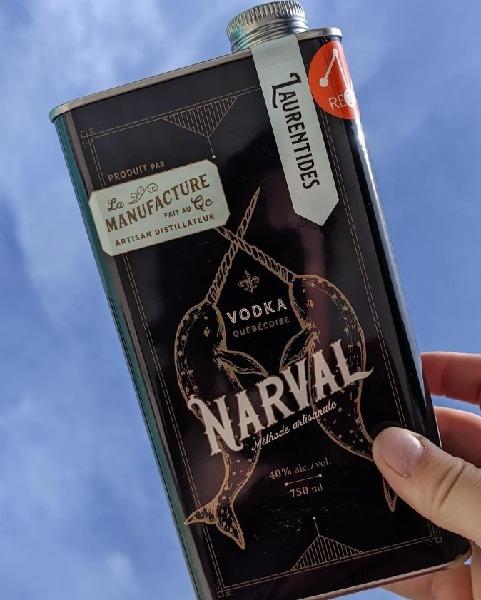 LAURENTIDES
PRODUIT PAR
La
MANUFACTURE
FAIT AU Qc
ARTISAN DISTILLATEUR
VODKA
QUÉBÉCOISE
NARVAL
Méthode artisanale
40% alc./vol.
750 ml